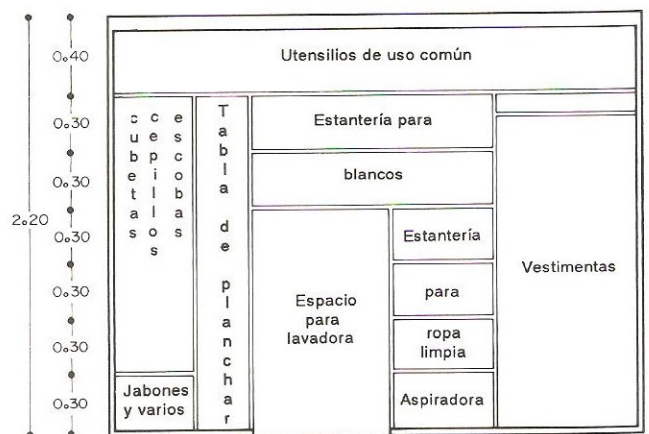 0.40
Utensilios de uso común
0.30
cubetas
cepillos
escobas
Tabla de planchar
Estantería para
0.30
blancos
2.20
0.30
Estantería
Vestimentas
0.30
para
Espacio
para
lavadora
0.30
ropa
limpia
0.30
Jabones
y varios
Aspiradora